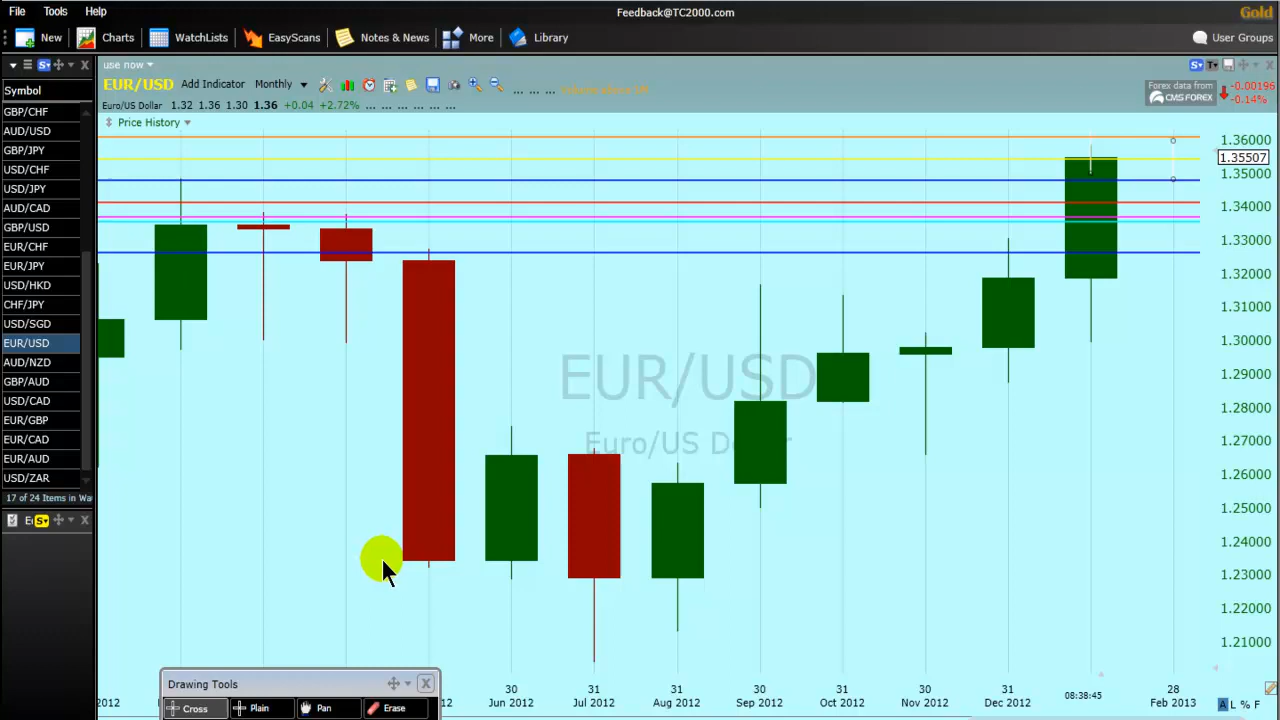 File Tools Help Feedback@TC2000.com Gold
New Charts WatchLists EasyScans Notes & News More Library User Groups
use now
EUR/USD Add Indicator Monthly ... ... ...
Euro/US Dollar 1.32 1.36 1.30 1.36 +0.04 +2.72% ... ... ... ... ... ...
Forex data from
CMS FOREX
-0.00196
-0.14%
Price History
Symbol
GBP/CHF
AUD/USD
GBP/JPY
USD/CHF
USD/JPY
AUD/CAD
GBP/USD
EUR/CHF
EUR/JPY
USD/HKD
CHF/JPY
USD/SGD
EUR/USD
AUD/NZD
GBP/AUD
USD/CAD
EUR/GBP
EUR/CAD
EUR/AUD
USD/ZAR
17 of 24 Items in Wa
EUR/USD
Euro/US Dollar
1.36000
1.35507
1.35000
1.34000
1.33000
1.32000
1.31000
1.30000
1.29000
1.28000
1.27000
1.26000
1.25000
1.24000
1.23000
1.22000
1.21000
Drawing Tools
Cross Plain Pan Erase
30 31 31 30 31 30 31 28
2012 12 Jun 2012 Jul 2012 Aug 2012 Sep 2012 Oct 2012 Nov 2012 Dec 2012 08:38:45 Feb 2013
A L % F